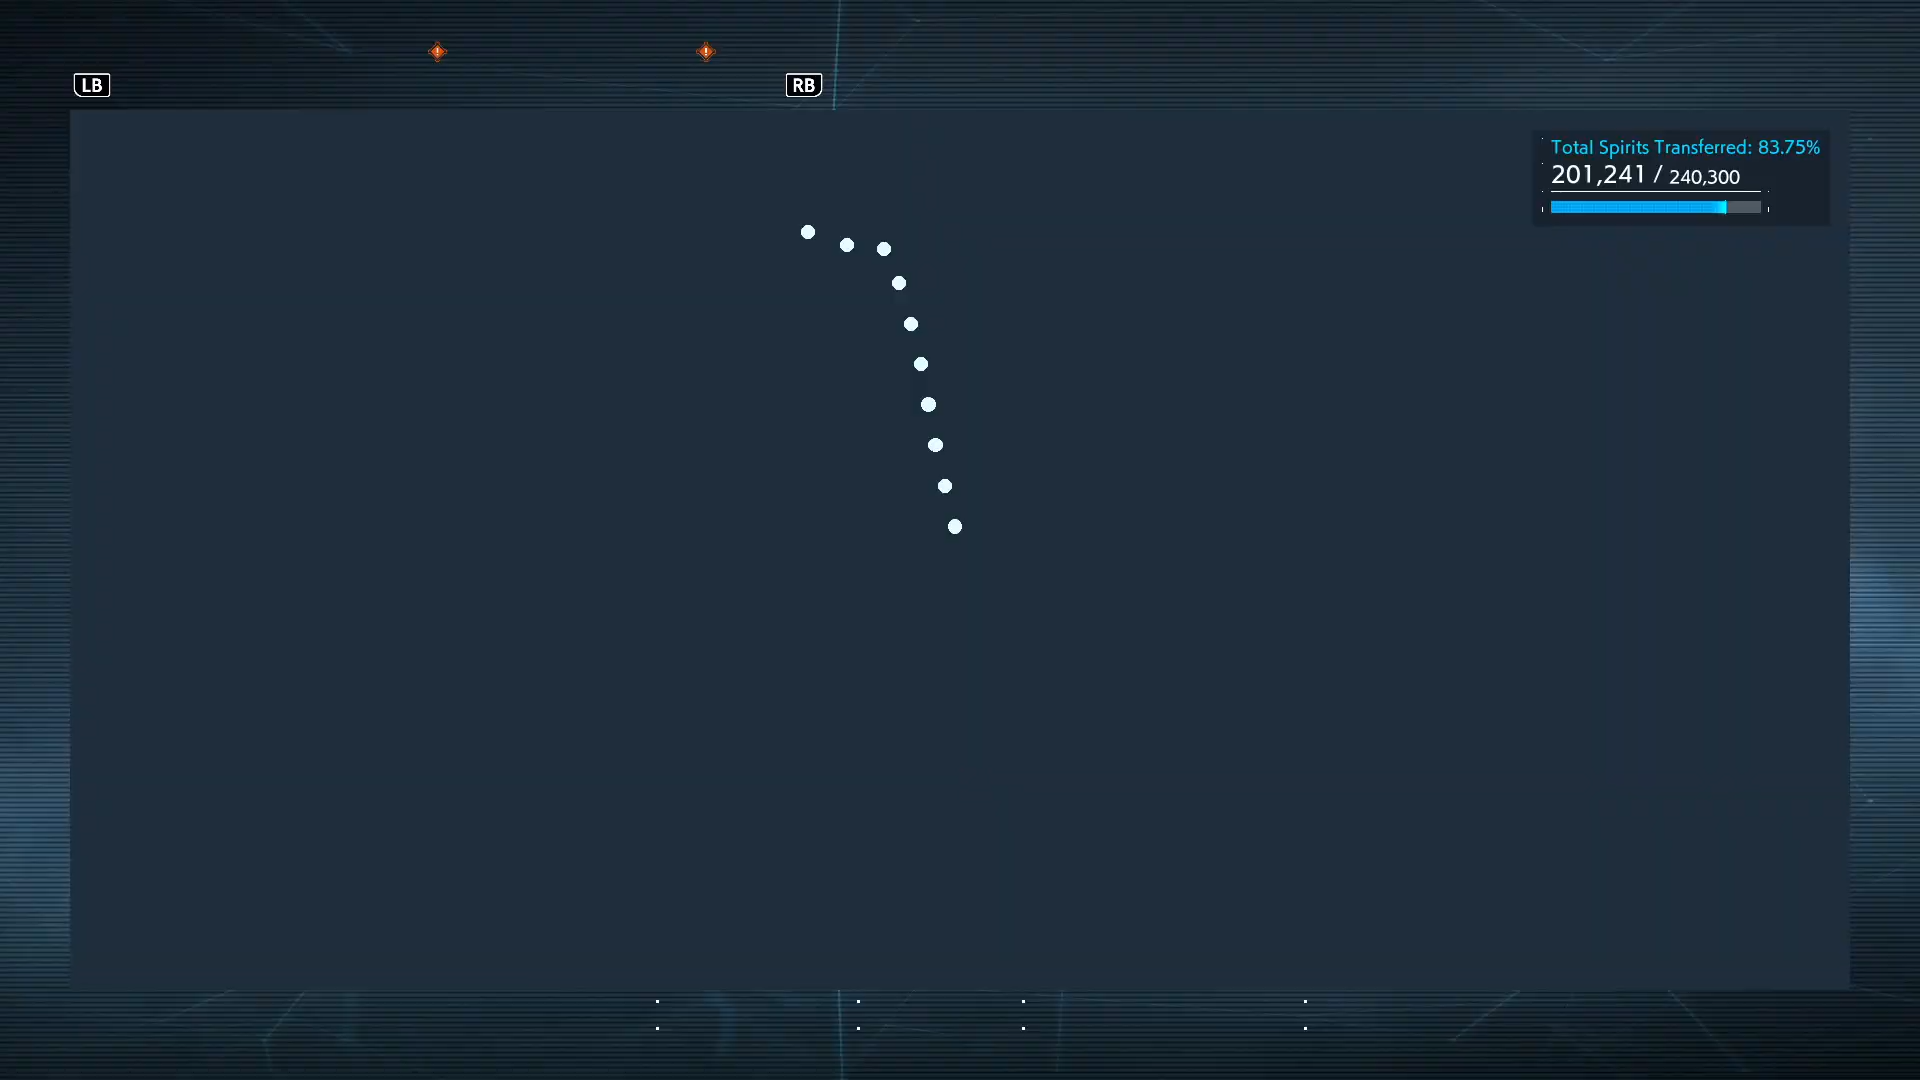 LB
RB
Total Spirits Transferred: 83.75%
201,241 / 240,300